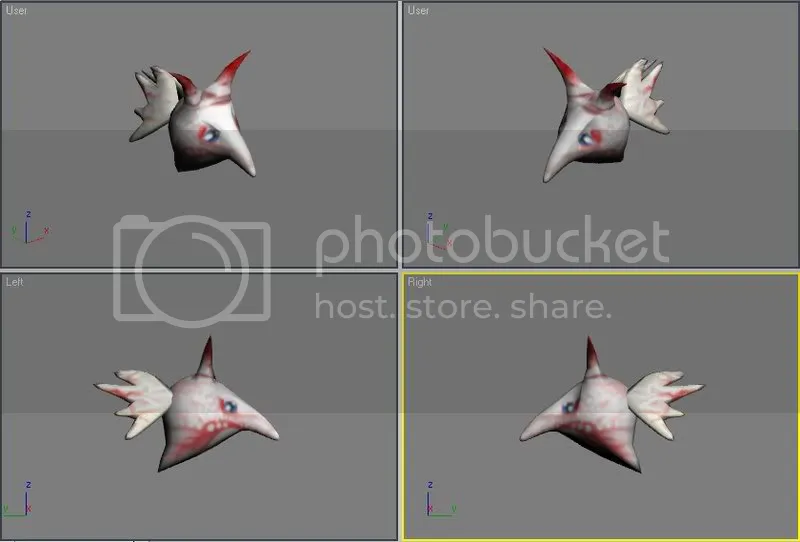 User
User
z
y
x
z
y
x
photobucket
host. store. share.
Left
Right
z
y
x
z
x
y